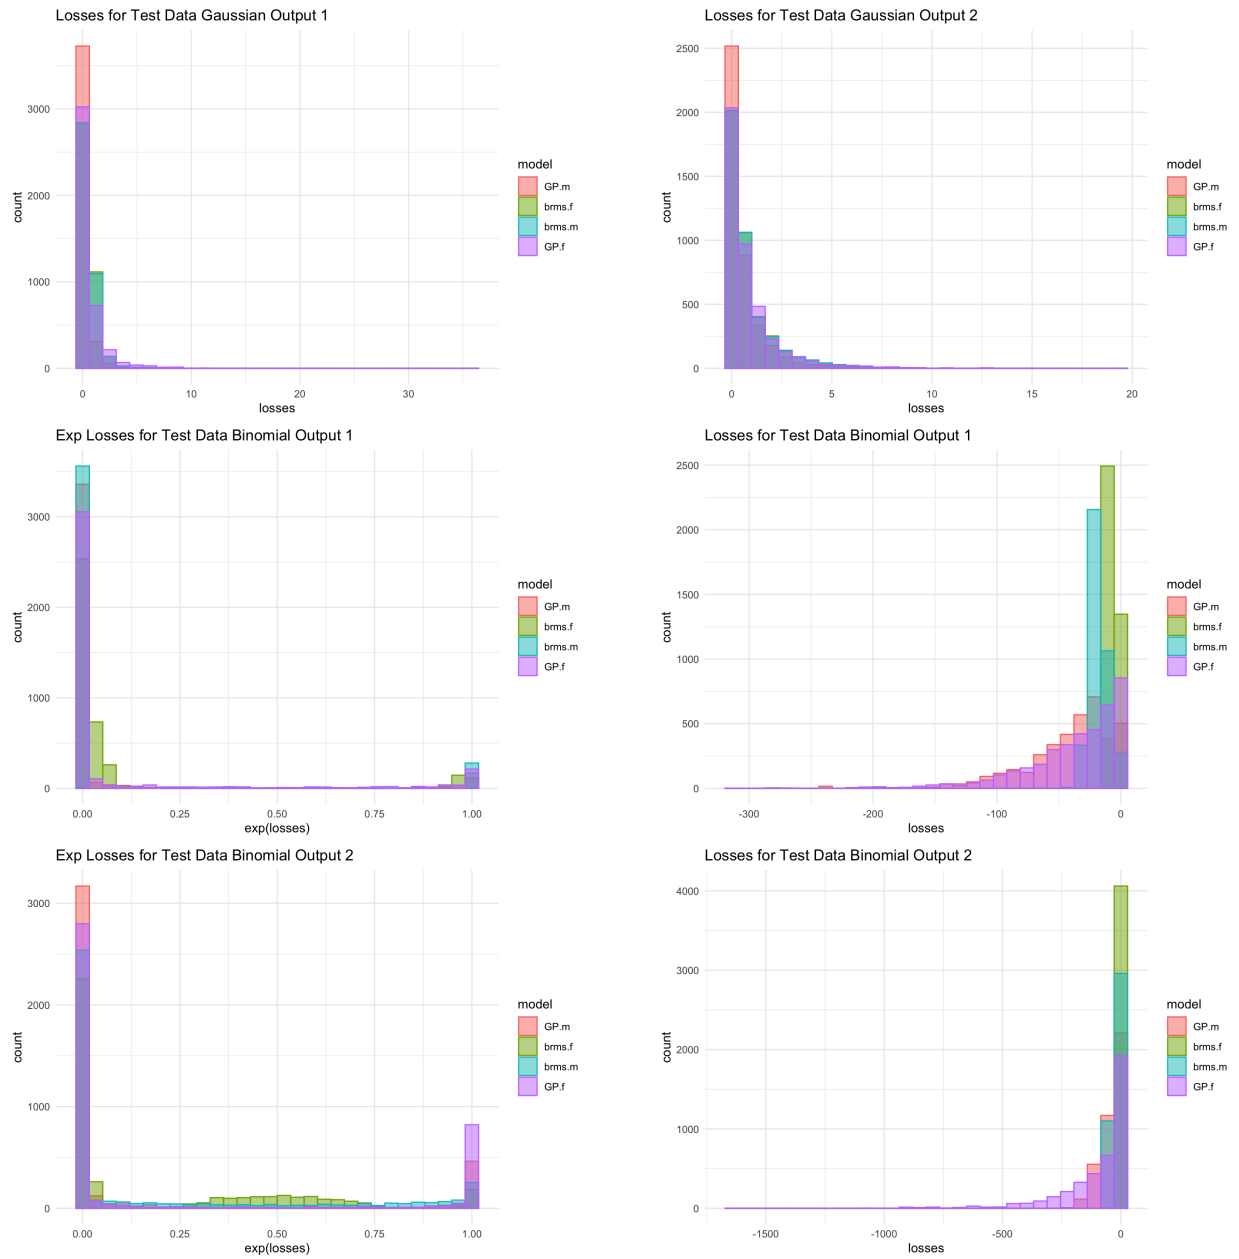 Losses for Test Data Gaussian Output 1
count
3000
2000
1000
0
0 10 20 30
losses
model
GP.m
brms.f
brms.m
GP.f
Losses for Test Data Gaussian Output 2
count
2500
2000
1500
1000
500
0
0 5 10 15 20
losses
model
GP.m
brms.f
brms.m
GP.f
Exp Losses for Test Data Binomial Output 1
count
3000
2000
1000
0
0.00 0.25 0.50 0.75 1.00
exp(losses)
model
GP.m
brms.f
brms.m
GP.f
Losses for Test Data Binomial Output 1
count
2500
2000
1500
1000
500
0
-300 -200 -100 0
losses
model
GP.m
brms.f
brms.m
GP.f
Exp Losses for Test Data Binomial Output 2
count
3000
2000
1000
0
0.00 0.25 0.50 0.75 1.00
exp(losses)
model
GP.m
brms.f
brms.m
GP.f
Losses for Test Data Binomial Output 2
count
4000
3000
2000
1000
0
-1500 -1000 -500 0
losses
model
GP.m
brms.f
brms.m
GP.f